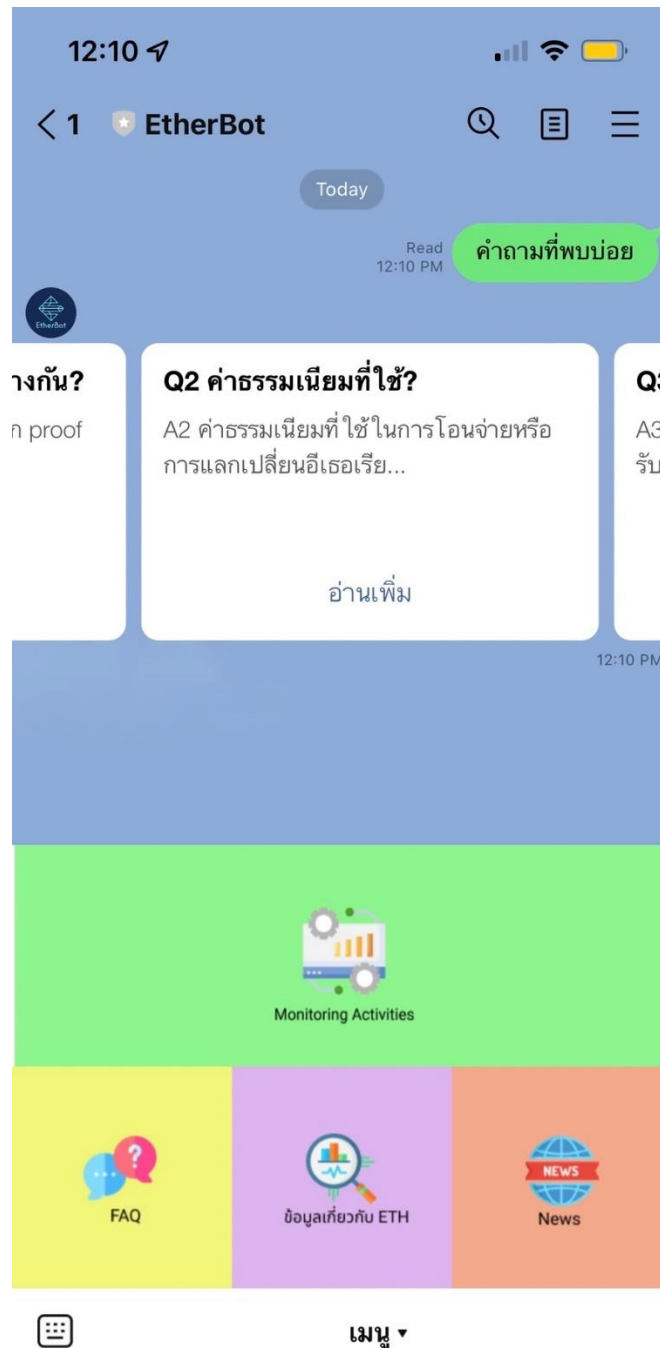 12:10
1 EtherBot
Today
Read
12:10 PM
คำถามที่พบบ่อย
EtherBot
างกัน?
n proof
Q2 ค่าธรรมเนียมที่ใช้?
A2 ค่าธรรมเนียมที่ใช้ในการโอนจ่ายหรือ
การแลกเปลี่ยนอีเธอเรีย...
อ่านเพิ่ม
Q3
A3
รับ
12:10 PM
Monitoring Activities
FAQ
ข้อมูลเกี่ยวกับ ETH
NEWS
News
เมนู